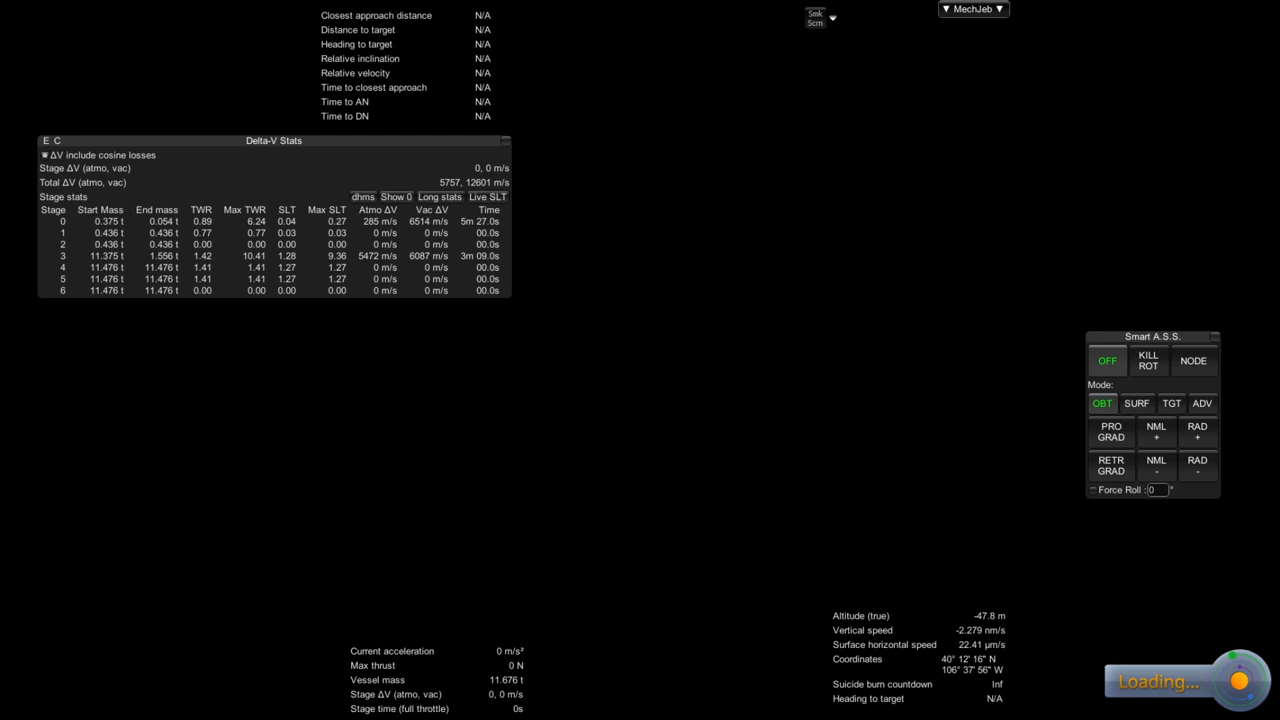 Closest approach distance N/A
Distance to target N/A
Heading to target N/A
Relative inclination N/A
Relative velocity N/A
Time to closest approach N/A
Time to AN N/A
Time to DN N/A
Smk
Scrn
▼ MechJeb ▼
E C Delta-V Stats
ΔV include cosine losses
Stage ΔV (atmo, vac) 0, 0 m/s
Total ΔV (atmo, vac) 5757, 12601 m/s
Stage stats dhms Show 0 Long stats Live SLT
Stage Start Mass End mass TWR Max TWR SLT Max SLT Atmo ΔV Vac ΔV Time
0 0.375 t 0.054 t 0.89 6.24 0.04 0.27 285 m/s 6514 m/s 5m 27.0s
1 0.436 t 0.436 t 0.77 0.77 0.03 0.03 0 m/s 0 m/s 00.0s
2 0.436 t 0.436 t 0.00 0.00 0.00 0.00 0 m/s 0 m/s 00.0s
3 11.375 t 1.556 t 1.42 10.41 1.28 9.36 5472 m/s 6087 m/s 3m 09.0s
4 11.476 t 11.476 t 1.41 1.41 1.27 1.27 0 m/s 0 m/s 00.0s
5 11.476 t 11.476 t 1.41 1.41 1.27 1.27 0 m/s 0 m/s 00.0s
6 11.476 t 11.476 t 0.00 0.00 0.00 0.00 0 m/s 0 m/s 00.0s
Smart A.S.S.
OFF KILL ROT NODE
Mode:
OBT SURF TGT ADV
PRO GRAD NML + RAD +
RETR GRAD NML - RAD -
Force Roll : 0 °
Current acceleration 0 m/s²
Max thrust 0 N
Vessel mass 11.676 t
Stage ΔV (atmo, vac) 0, 0 m/s
Stage time (full throttle) 0s
Altitude (true) -47.8 m
Vertical speed -2.279 nm/s
Surface horizontal speed 22.41 μm/s
Coordinates 40° 12' 16" N
106° 37' 56" W
Suicide burn countdown Inf
Heading to target N/A
Loading...